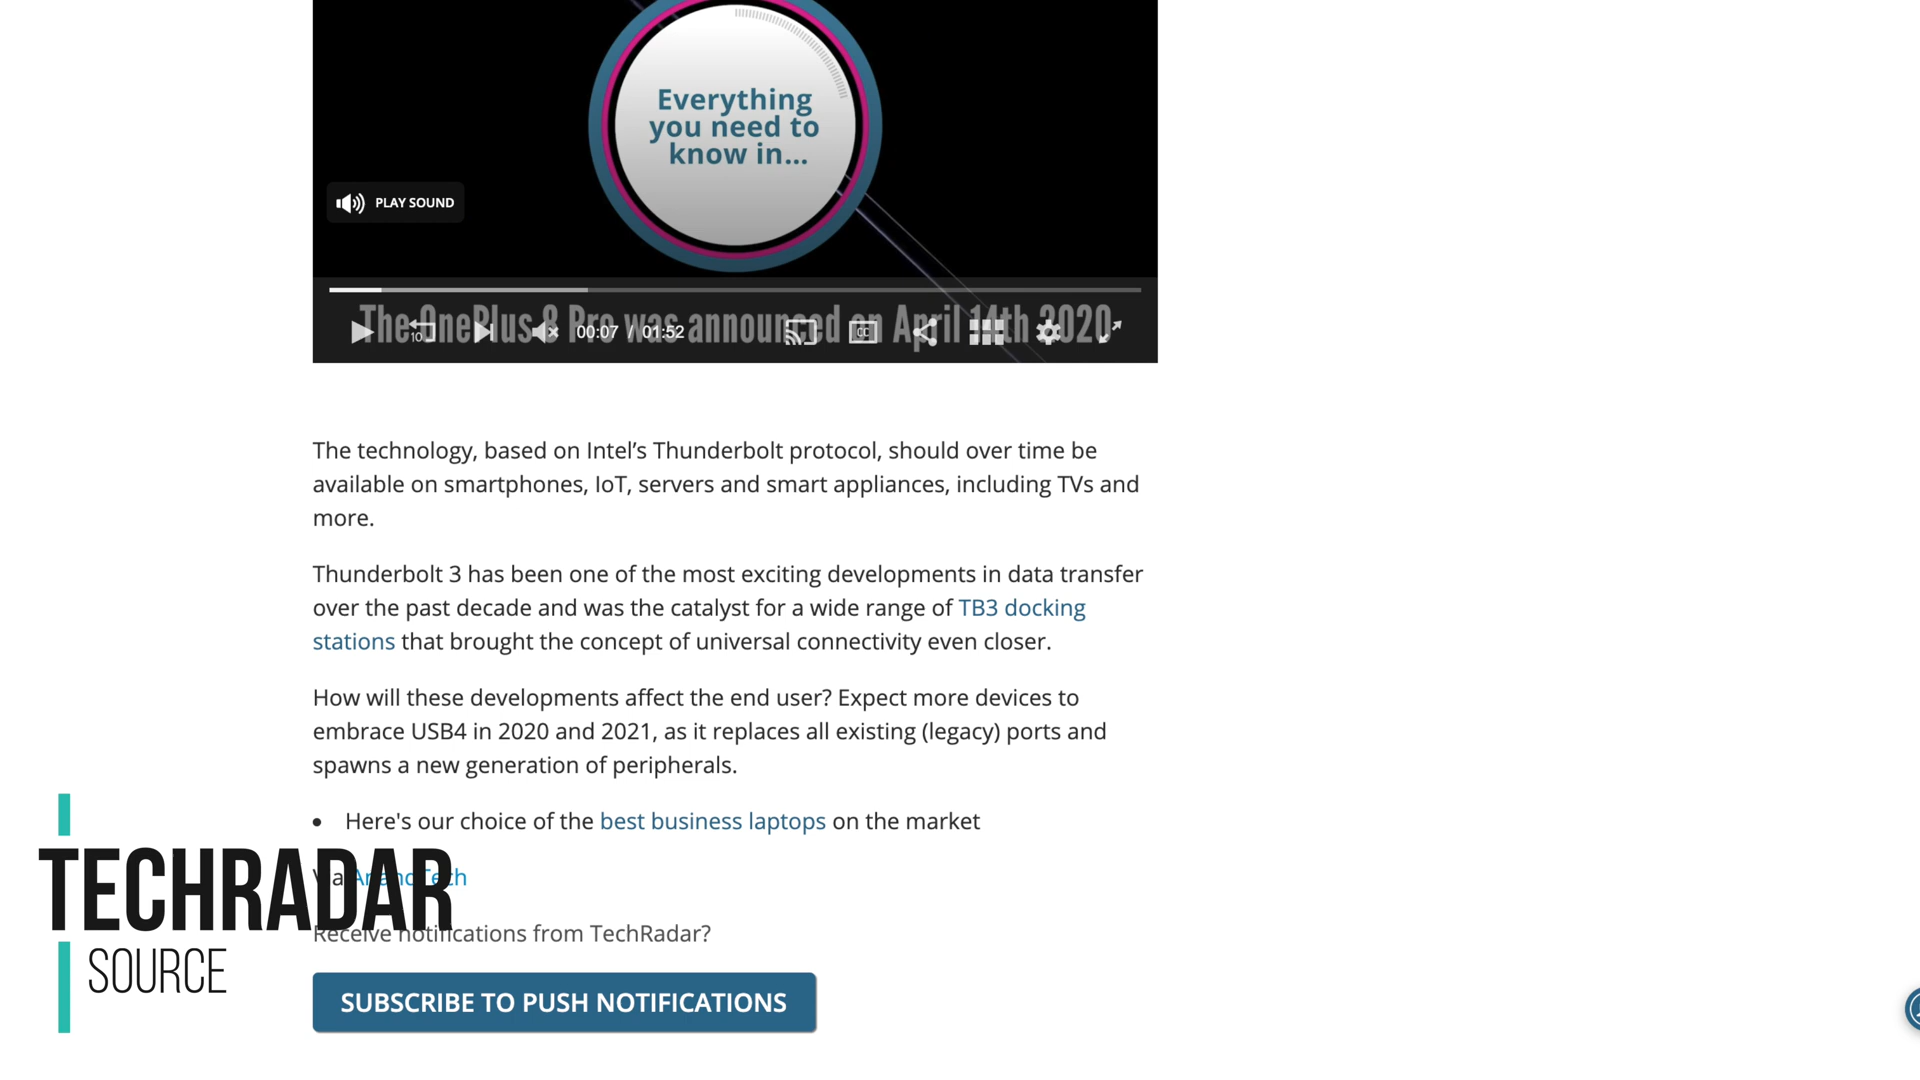 Everything
you need to
know in...
PLAY SOUND
The OnePlus 8 Pro was announced on April 14th 2020
10 00:07 / 01:52 CC
The technology, based on Intel’s Thunderbolt protocol, should over time be
available on smartphones, IoT, servers and smart appliances, including TVs and
more.
Thunderbolt 3 has been one of the most exciting developments in data transfer
over the past decade and was the catalyst for a wide range of TB3 docking
stations that brought the concept of universal connectivity even closer.
How will these developments affect the end user? Expect more devices to
embrace USB4 in 2020 and 2021, as it replaces all existing (legacy) ports and
spawns a new generation of peripherals.
• Here's our choice of the best business laptops on the market
Via AnandTech
TECHRADAR
Receive notifications from TechRadar?
SOURCE
SUBSCRIBE TO PUSH NOTIFICATIONS